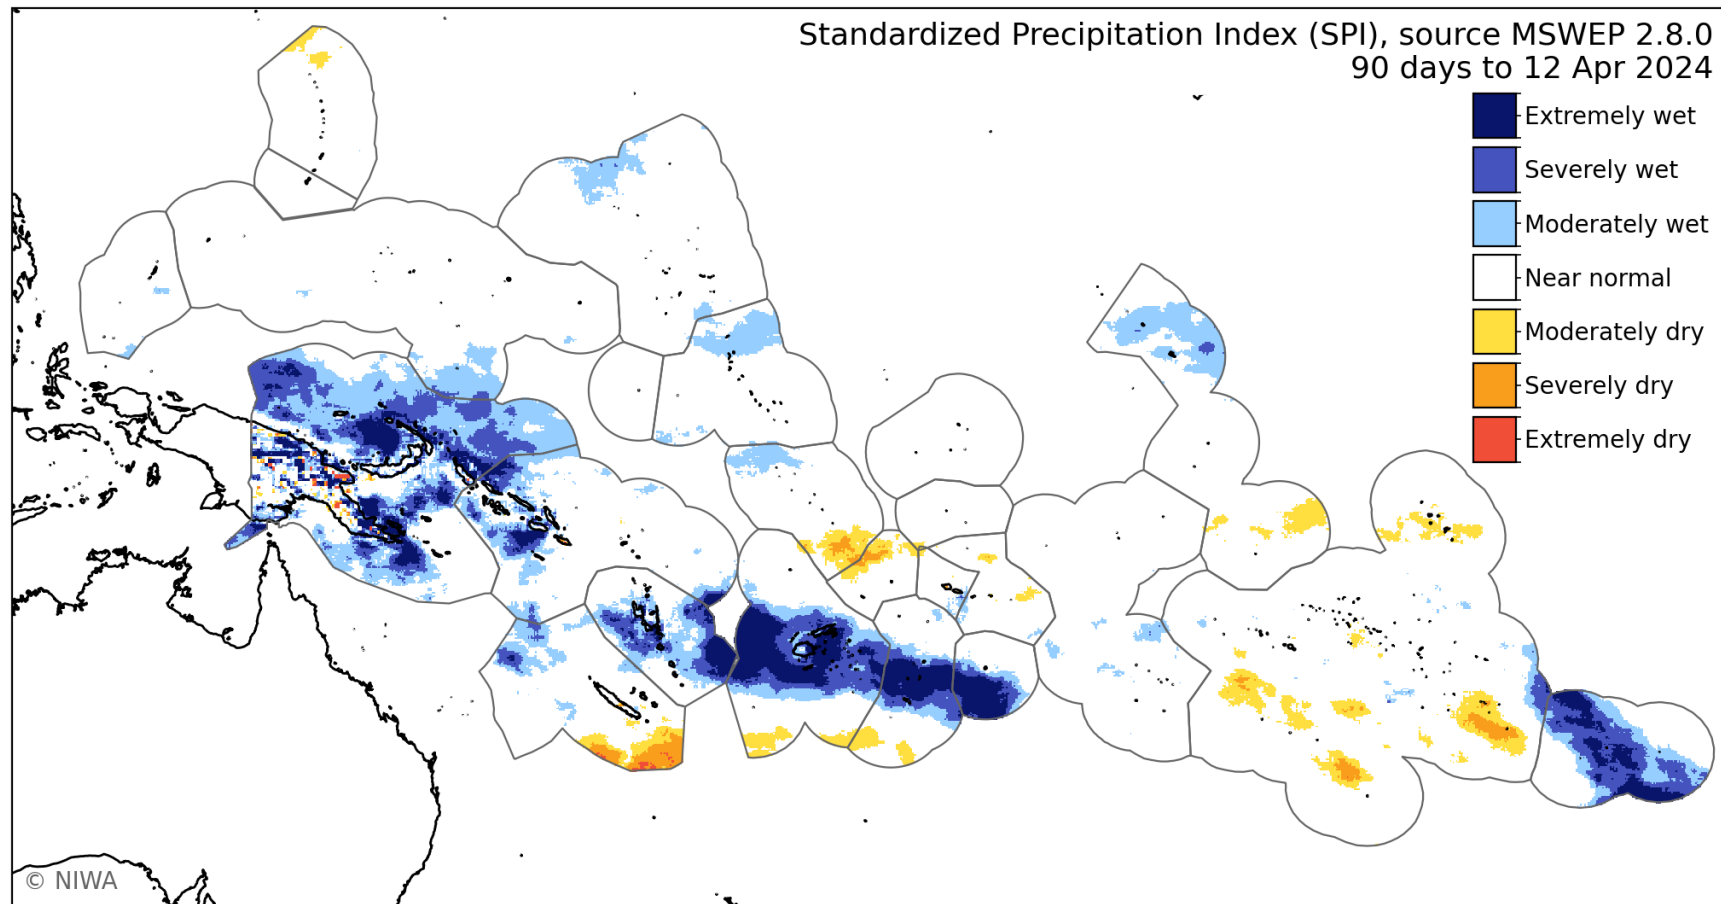 Standardized Precipitation Index (SPI), source MSWEP 2.8.0
90 days to 12 Apr 2024
Extremely wet
Severely wet
Moderately wet
Near normal
Moderately dry
Severely dry
Extremely dry
© NIWA